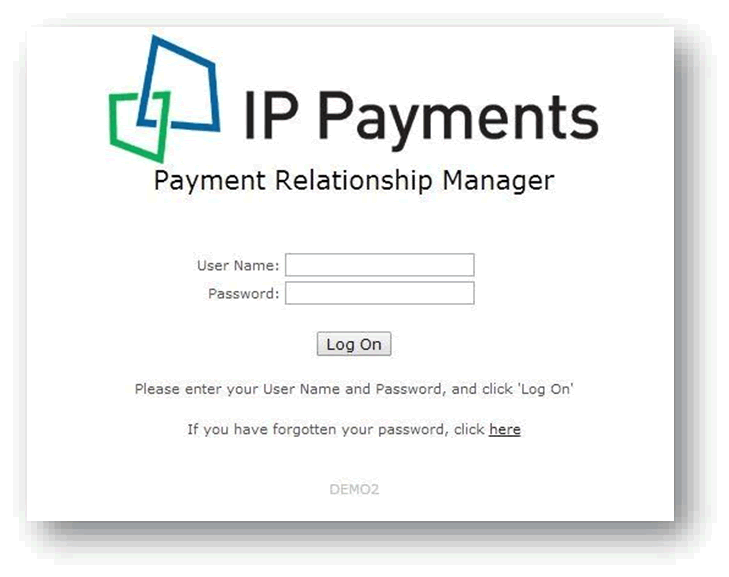 IP Payments
Payment Relationship Manager
User Name:
Password:
Log On
Please enter your User Name and Password, and click 'Log On'
If you have forgotten your password, click here
DEMO2